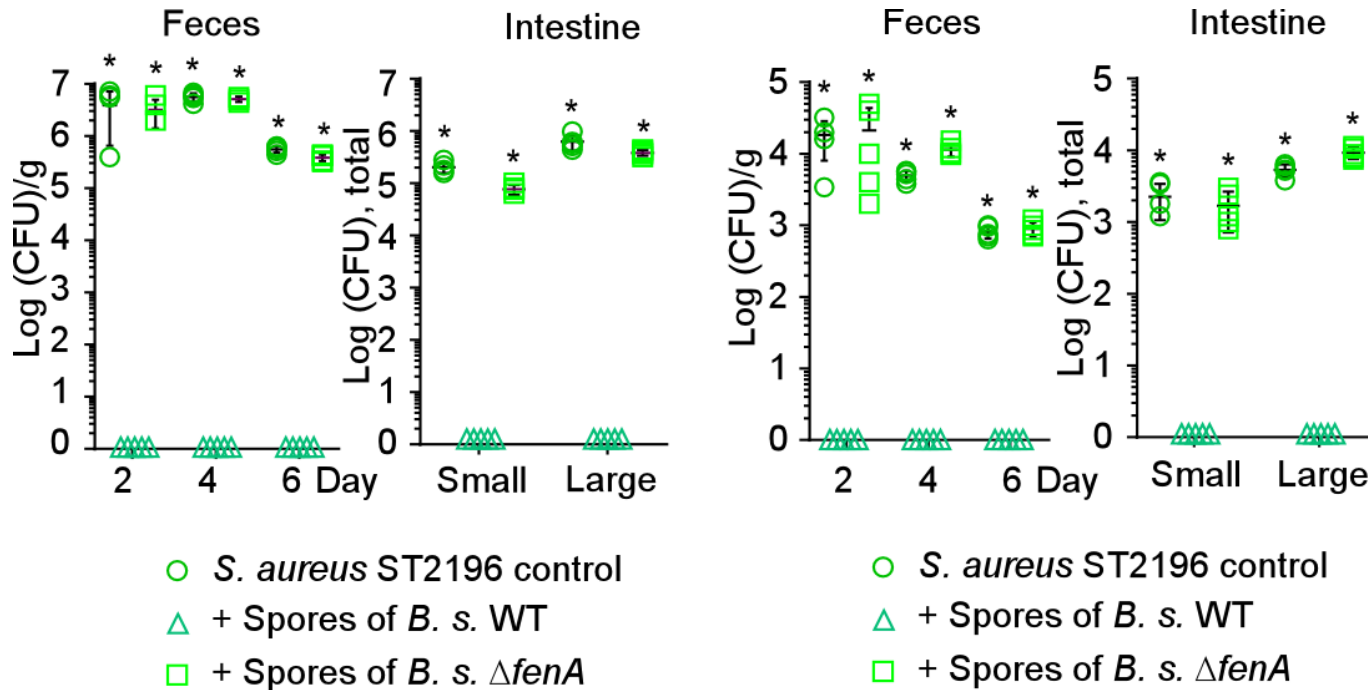 Feces
Intestine
Feces
Intestine
* * * * * *
* * * *
* * * * * *
* * * *
Log (CFU)/g
7
6
5
4
3
2
1
0
2 4 6 Day
Log (CFU), total
7
6
5
4
3
2
1
0
Small Large
Log (CFU)/g
5
4
3
2
1
0
2 4 6 Day
Log (CFU), total
5
4
3
2
1
0
Small Large
S. aureus ST2196 control
+ Spores of B. s. WT
+ Spores of B. s. ΔfenA
S. aureus ST2196 control
+ Spores of B. s. WT
+ Spores of B. s. ΔfenA